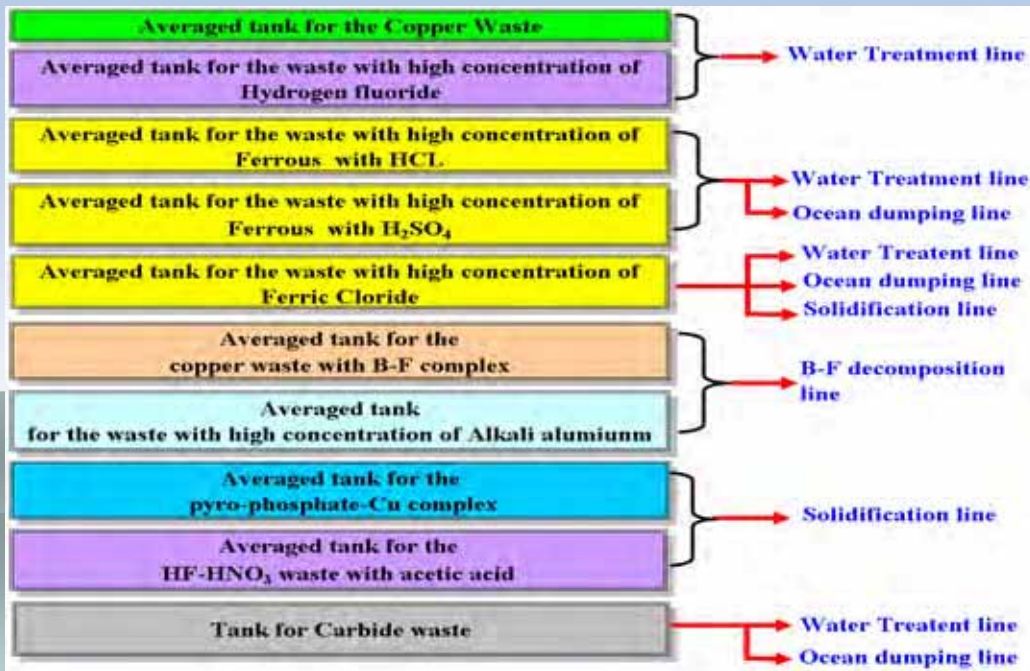 Averaged tank for the Copper Waste
Averaged tank for the waste with high concentration of
Hydrogen fluoride
Water Treatment line
Averaged tank for the waste with high concentration of
Ferrous with HCL
Averaged tank for the waste with high concentration of
Ferrous with H₂SO₄
Water Treatment line
Ocean dumping line
Averaged tank for the waste with high concentration of
Ferric Cloride
Water Treatent line
Ocean dumping line
Solidification line
Averaged tank for the
copper waste with B-F complex
Averaged tank
for the waste with high concentration of Alkali alumiunm
B-F decomposition
line
Averaged tank for the
pyro-phosphate-Cu complex
Averaged tank for the
HF-HNO₃ waste with acetic acid
Solidification line
Tank for Carbide waste
Water Treatent line
Ocean dumping line